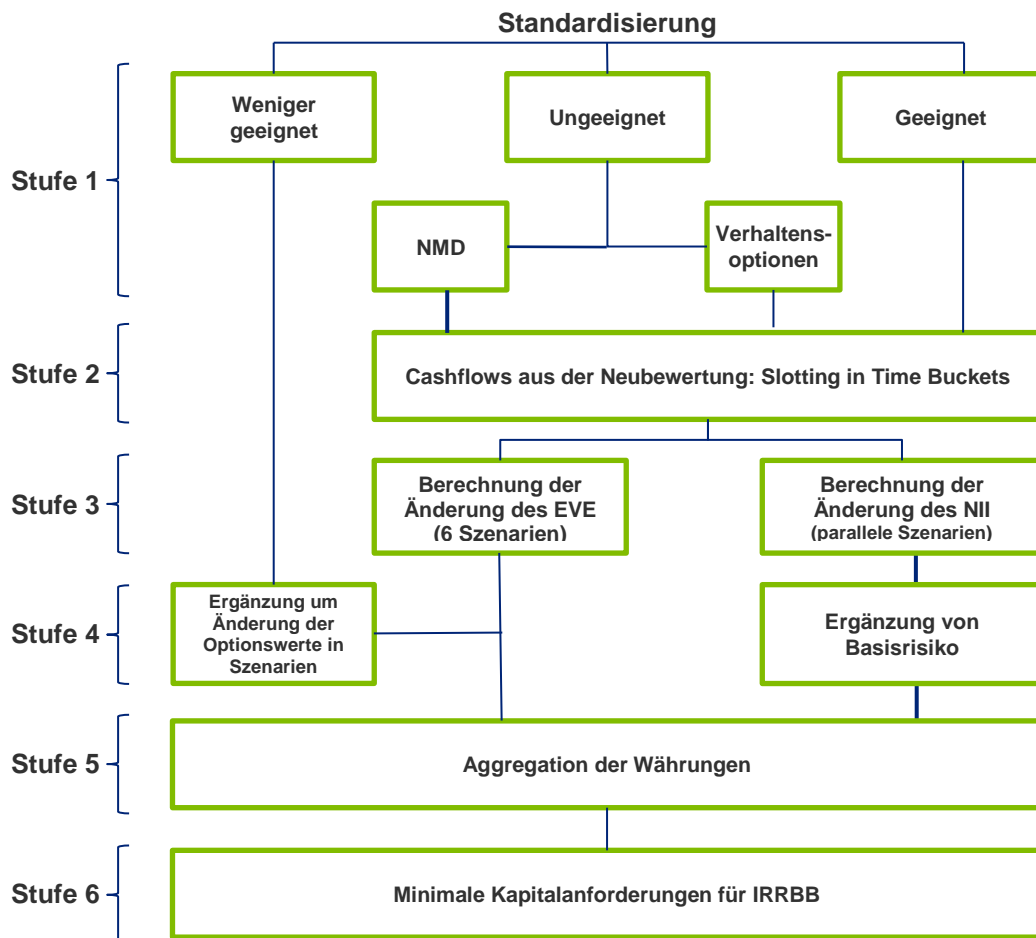 Standardisierung
Stufe 1
Weniger
geeignet
Ungeeignet
Geeignet
NMD
Verhaltens-
optionen
Stufe 2
Cashflows aus der Neubewertung: Slotting in Time Buckets
Stufe 3
Berechnung der
Änderung des EVE
(6 Szenarien)
Berechnung der
Änderung des NII
(parallele Szenarien)
Stufe 4
Ergänzung um
Änderung der
Optionswerte in
Szenarien
Ergänzung von
Basisrisiko
Stufe 5
Aggregation der Währungen
Stufe 6
Minimale Kapitalanforderungen für IRRBB